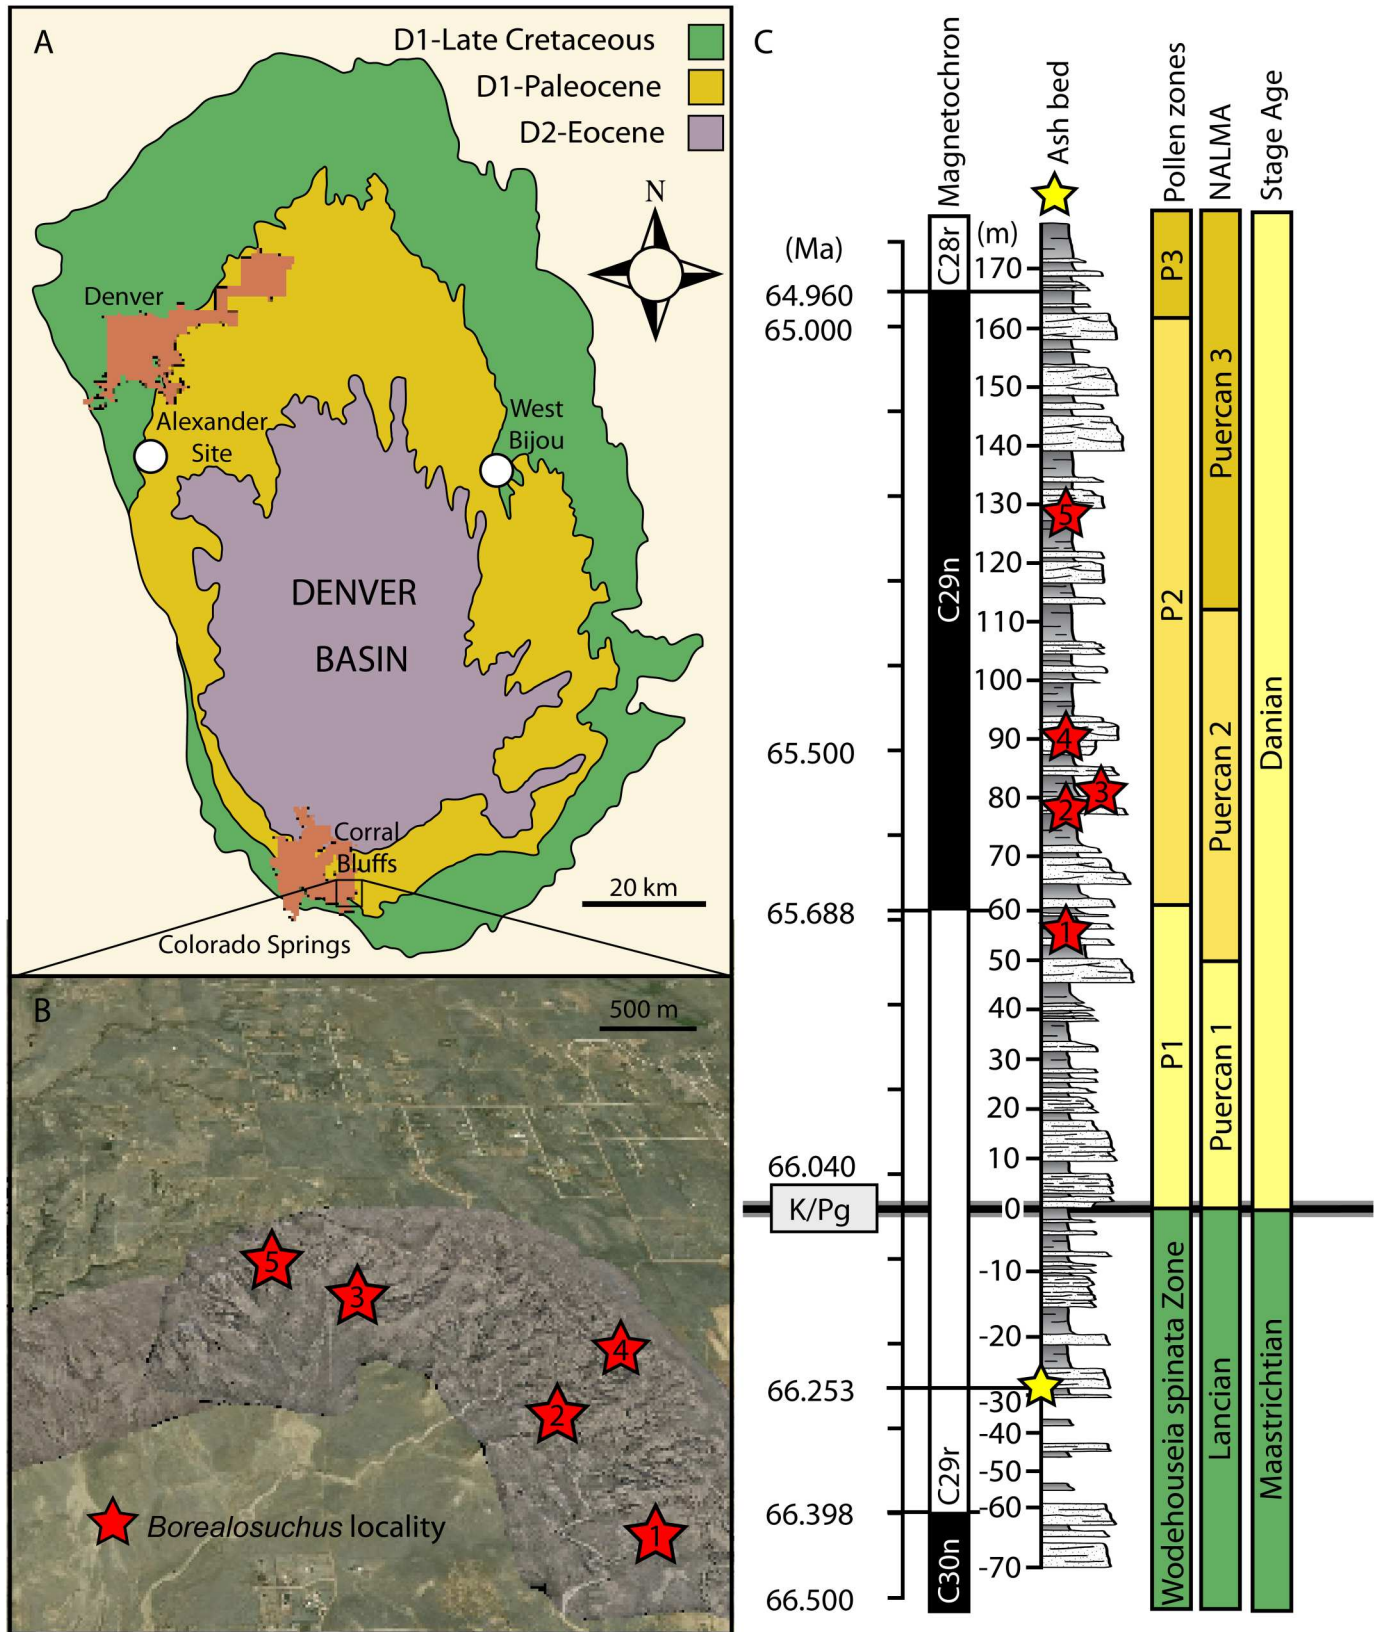 A
D1-Late Cretaceous
D1-Paleocene
D2-Eocene
N
Denver
Alexander
Site
West
Bijou
DENVER
BASIN
Corral
Bluffs
20 km
Colorado Springs
B
500 m
5
3
4
2
1
Borealosuchus locality
C
Magnetochron
Ash bed
Pollen zones
NALMA
Stage Age
(Ma)
64.960
65.000
65.500
65.688
66.040
K/Pg
66.253
66.398
66.500
C28r
C29n
C29r
C30n
(m)
170
160
150
140
130
120
110
100
90
80
70
60
50
40
30
20
10
0
-10
-20
-30
-40
-50
-60
-70
5
4
3
2
1
P3
P2
P1
Wodehouseia spinata Zone
Puercan 3
Puercan 2
Puercan 1
Lancian
Danian
Maastrichtian